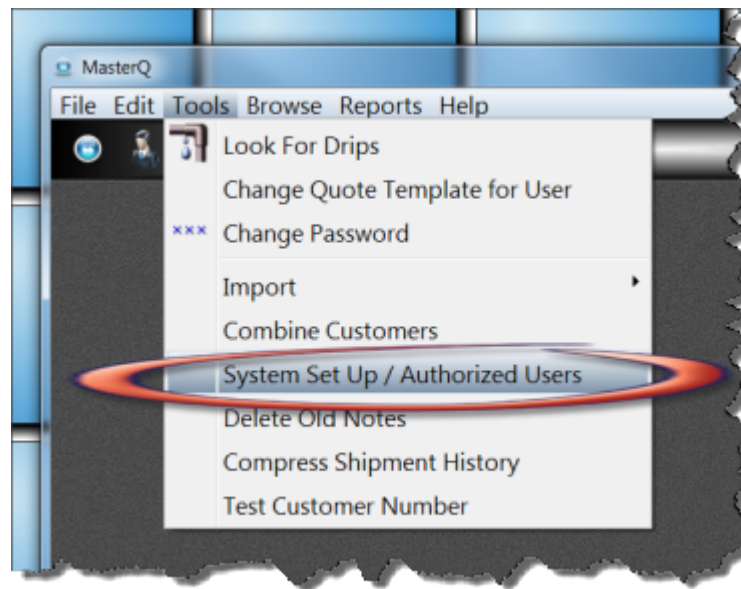 MasterQ
File Edit Tools Browse Reports Help
Look For Drips
Change Quote Template for User
××× Change Password
Import
Combine Customers
System Set Up / Authorized Users
Delete Old Notes
Compress Shipment History
Test Customer Number